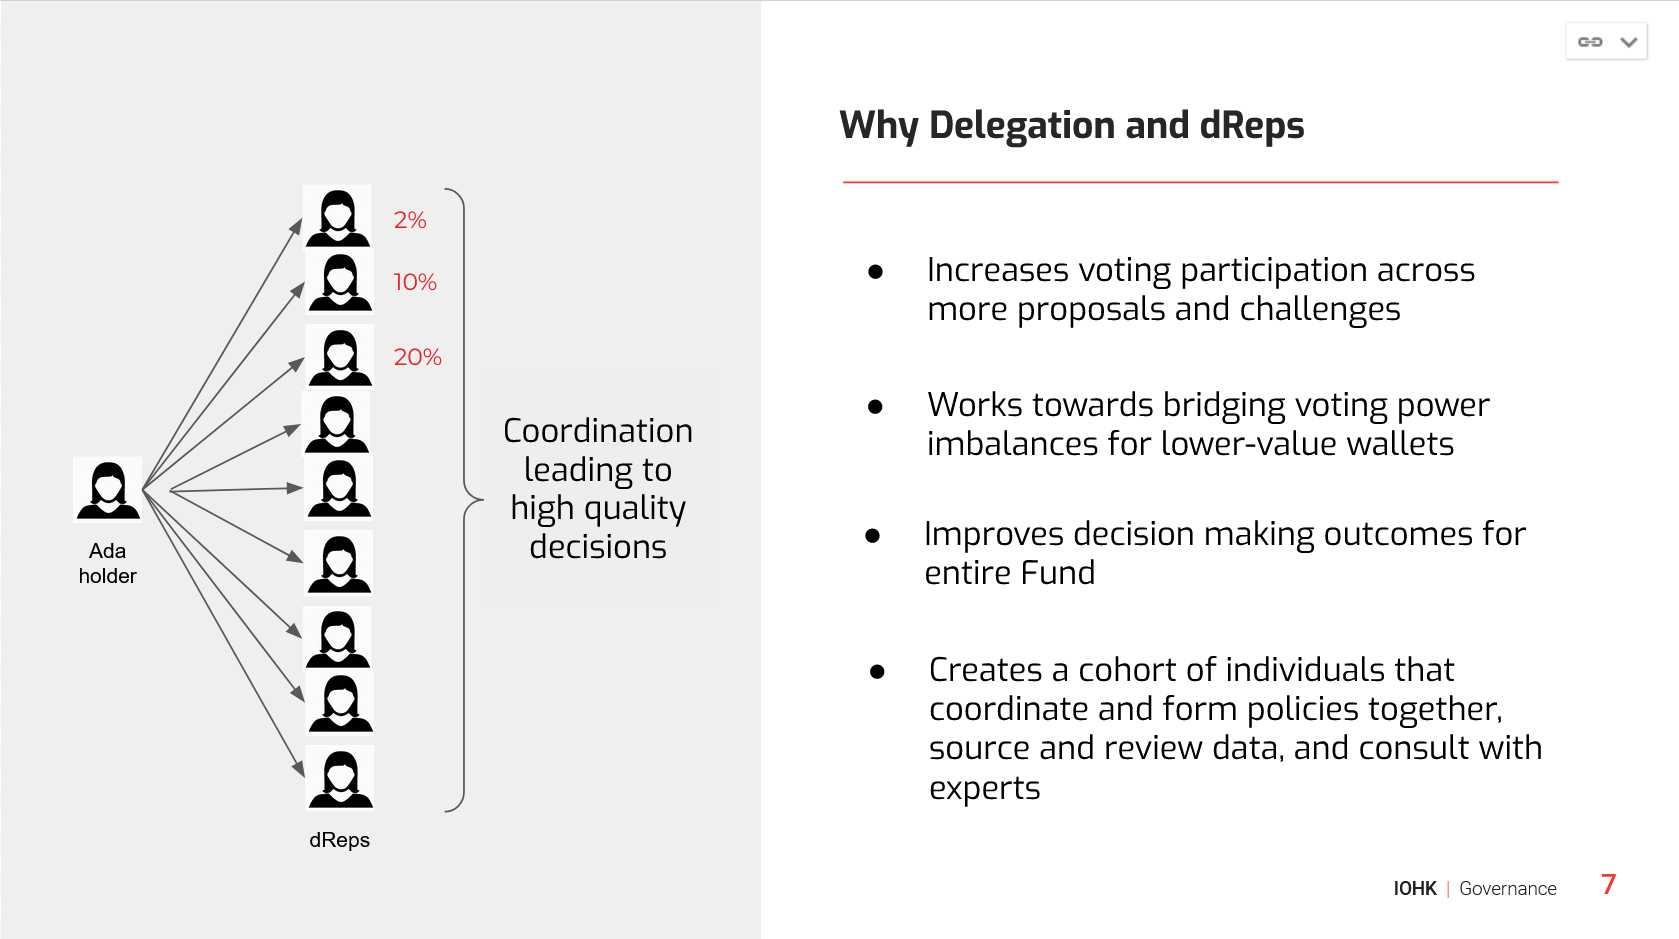 Why Delegation and dReps
2%
10%
20%
Coordination
leading to
high quality
decisions
Ada
holder
dReps
● Increases voting participation across
more proposals and challenges
● Works towards bridging voting power
imbalances for lower-value wallets
● Improves decision making outcomes for
entire Fund
● Creates a cohort of individuals that
coordinate and form policies together,
source and review data, and consult with
experts
IOHK | Governance 7